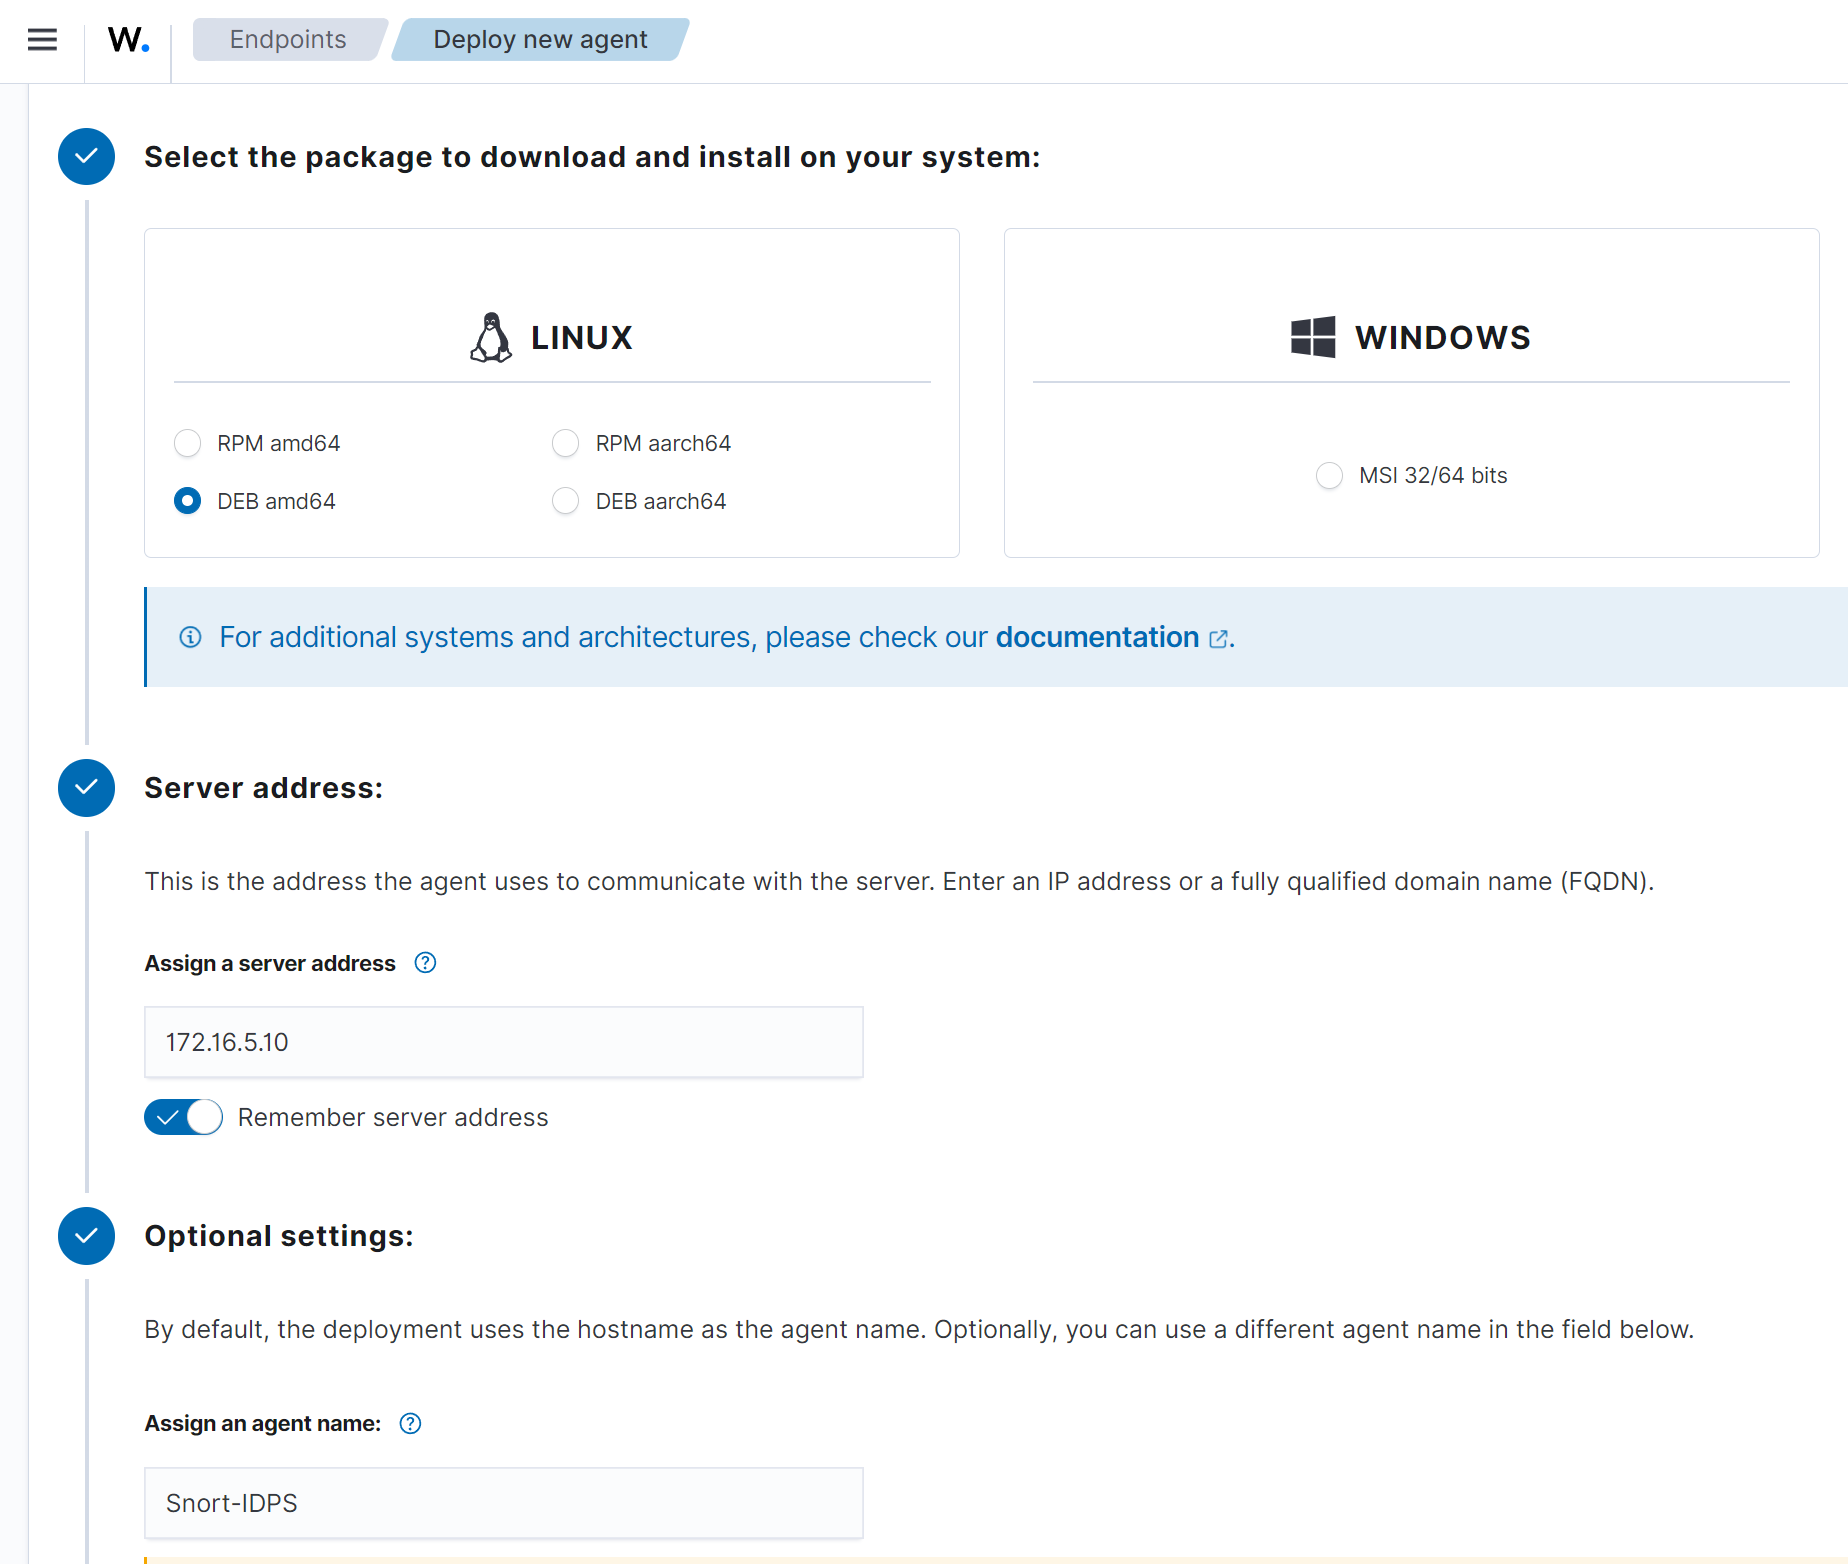 W. Endpoints Deploy new agent
Select the package to download and install on your system:
LINUX
RPM amd64 RPM aarch64
DEB amd64 DEB aarch64
WINDOWS
MSI 32/64 bits
For additional systems and architectures, please check our documentation.
Server address:
This is the address the agent uses to communicate with the server. Enter an IP address or a fully qualified domain name (FQDN).
Assign a server address
172.16.5.10
Remember server address
Optional settings:
By default, the deployment uses the hostname as the agent name. Optionally, you can use a different agent name in the field below.
Assign an agent name:
Snort-IDPS